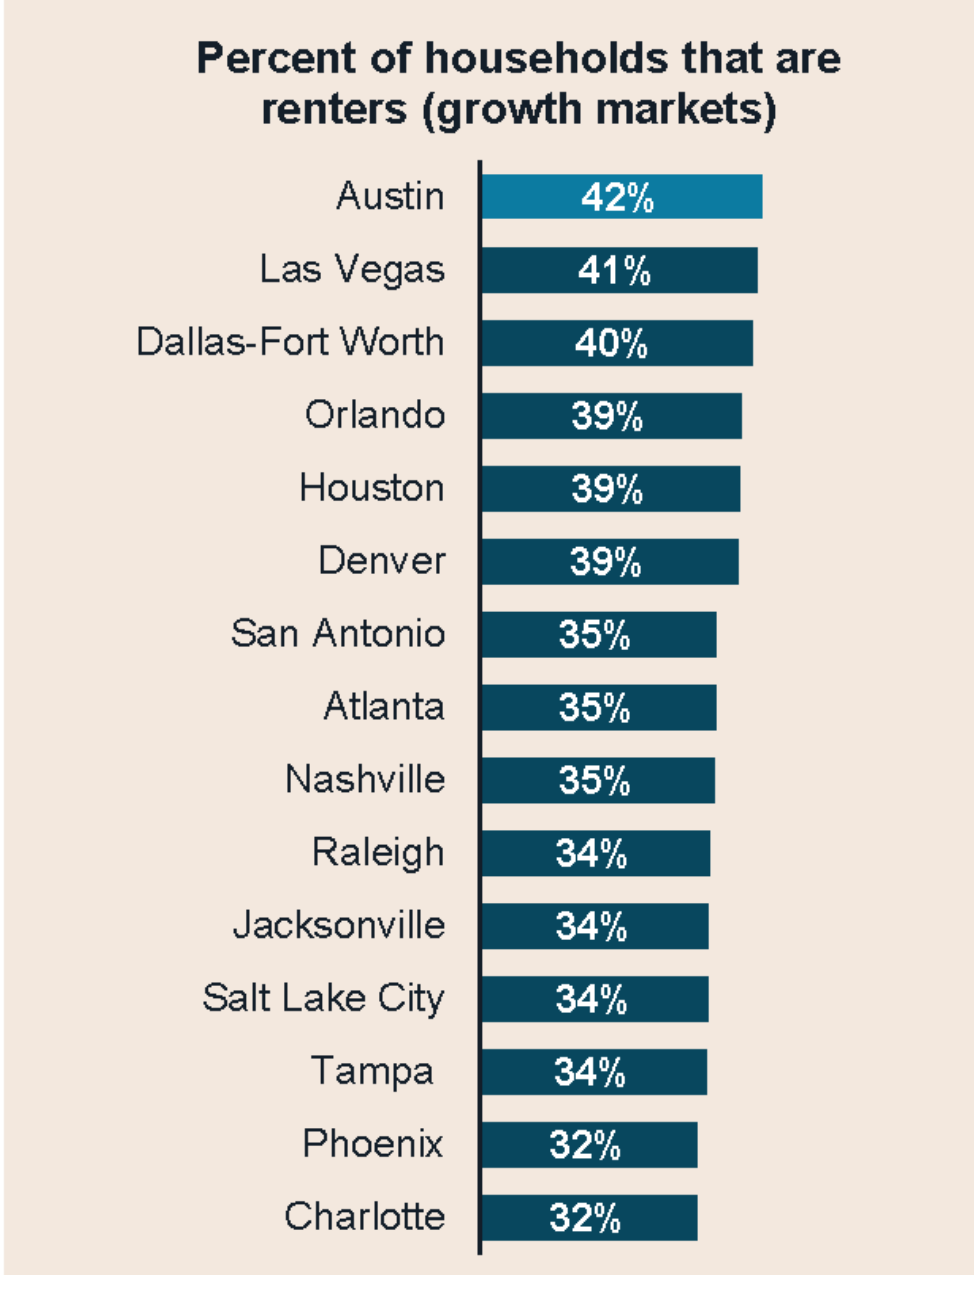 Percent of households that are
renters (growth markets)
Austin 42%
Las Vegas 41%
Dallas-Fort Worth 40%
Orlando 39%
Houston 39%
Denver 39%
San Antonio 35%
Atlanta 35%
Nashville 35%
Raleigh 34%
Jacksonville 34%
Salt Lake City 34%
Tampa 34%
Phoenix 32%
Charlotte 32%